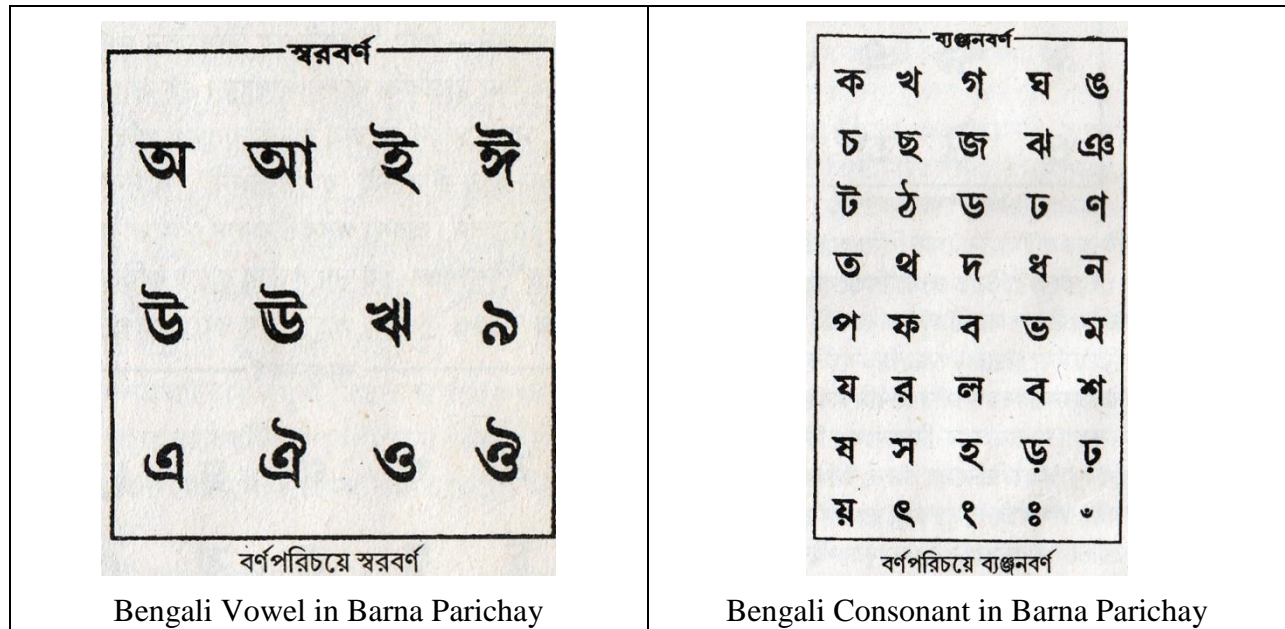 স্বরবর্ণ
অ আ ই ঈ
উ ঊ ঋ ঌ
এ ঐ ও ঔ
বর্ণপরিচয়ে স্বরবর্ণ
Bengali Vowel in Barna Parichay
ব্যঞ্জনবর্ণ
ক খ গ ঘ ঙ
চ ছ জ ঝ ঞ
ট ঠ ড ঢ ণ
ত থ দ ধ ন
প ফ ব ভ ম
য র ল ব শ
ষ স হ ড় ঢ়
য় ৎ ং ঃ ঁ
বর্ণপরিচয়ে ব্যঞ্জনবর্ণ
Bengali Consonant in Barna Parichay